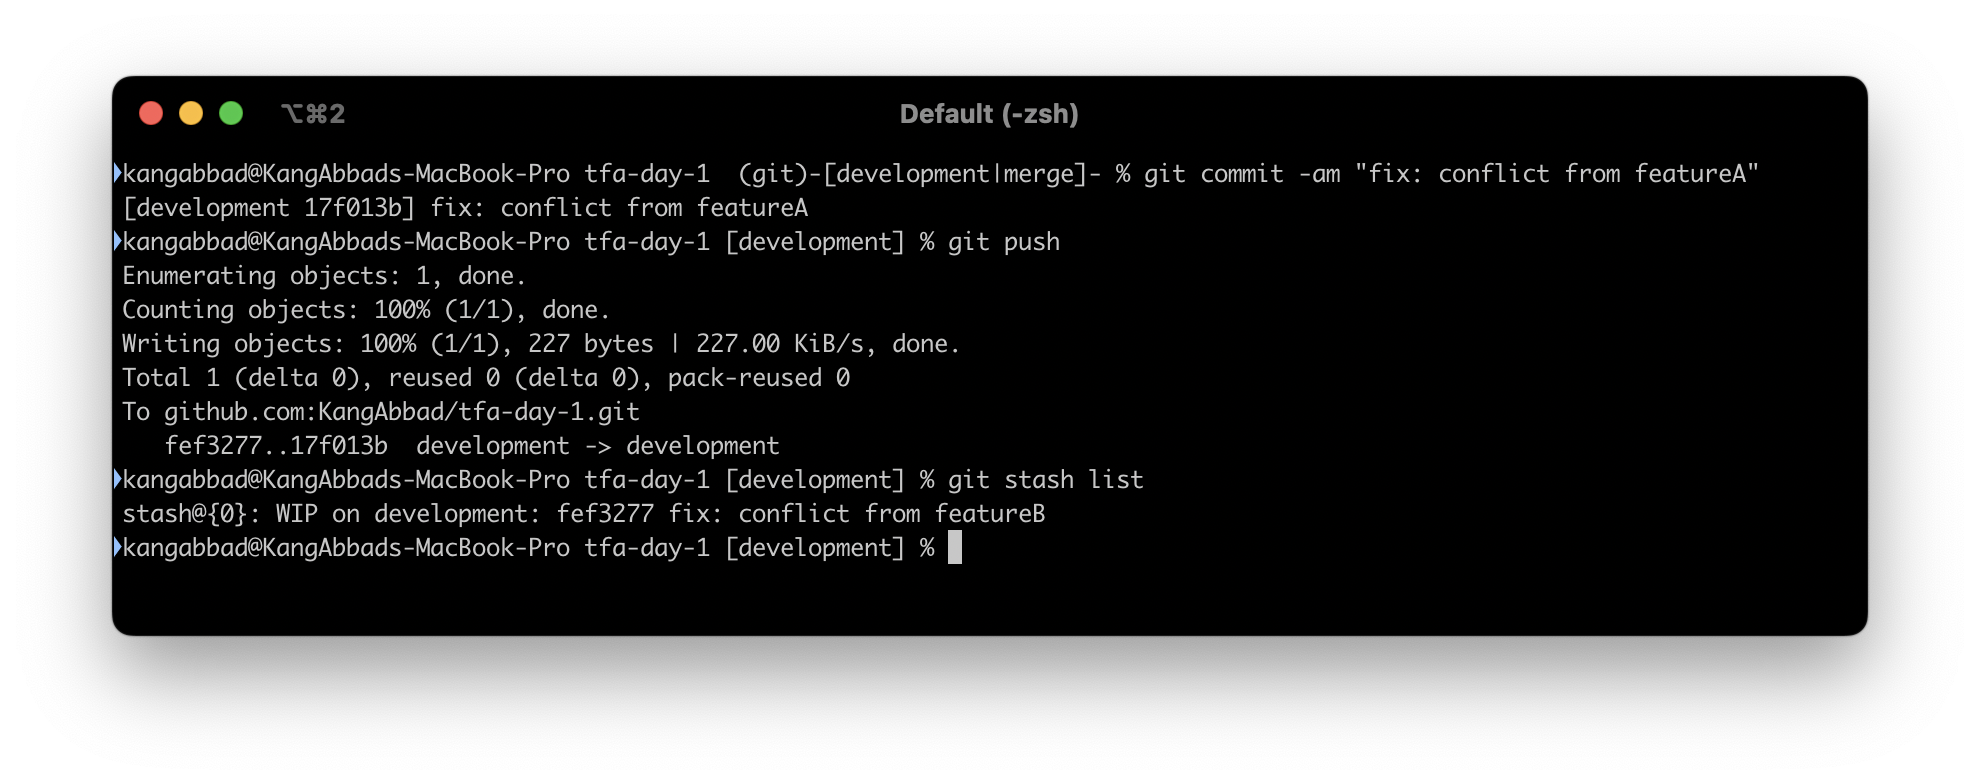 ⌥⌘2
Default (-zsh)
kangabbad@KangAbbads-MacBook-Pro tfa-day-1  (git)-[development|merge]- % git commit -am "fix: conflict from featureA"
[development 17f013b] fix: conflict from featureA
kangabbad@KangAbbads-MacBook-Pro tfa-day-1 [development] % git push
Enumerating objects: 1, done.
Counting objects: 100% (1/1), done.
Writing objects: 100% (1/1), 227 bytes | 227.00 KiB/s, done.
Total 1 (delta 0), reused 0 (delta 0), pack-reused 0
To github.com:KangAbbad/tfa-day-1.git
   fef3277..17f013b  development -> development
kangabbad@KangAbbads-MacBook-Pro tfa-day-1 [development] % git stash list
stash@{0}: WIP on development: fef3277 fix: conflict from featureB
kangabbad@KangAbbads-MacBook-Pro tfa-day-1 [development] %